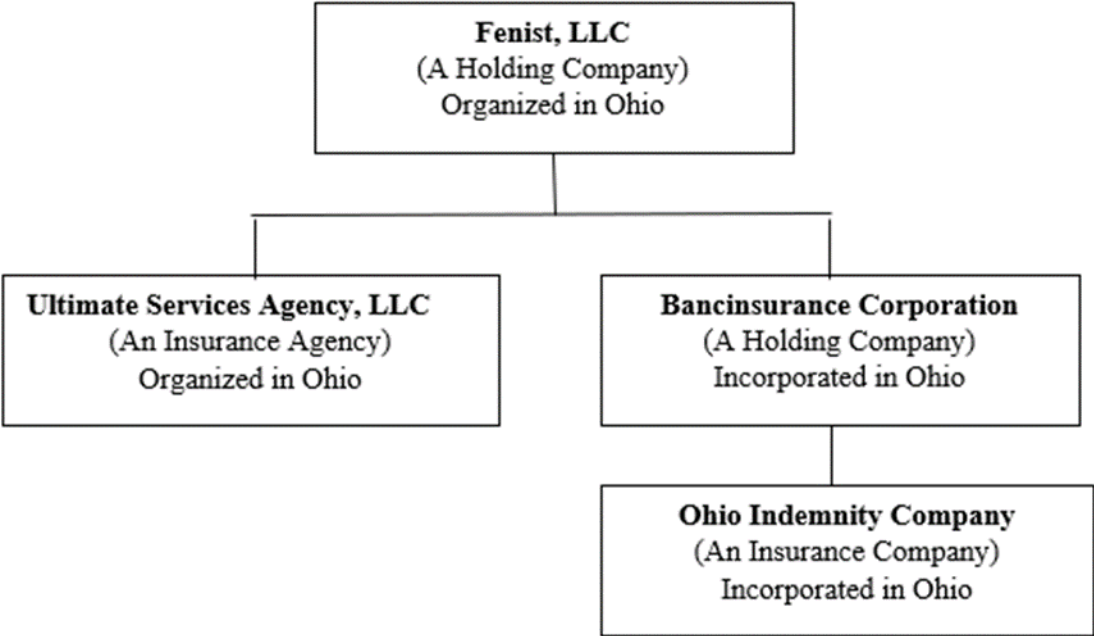 Fenist, LLC
(A Holding Company)
Organized in Ohio
Ultimate Services Agency, LLC
(An Insurance Agency)
Organized in Ohio
Bancinsurance Corporation
(A Holding Company)
Incorporated in Ohio
Ohio Indemnity Company
(An Insurance Company)
Incorporated in Ohio